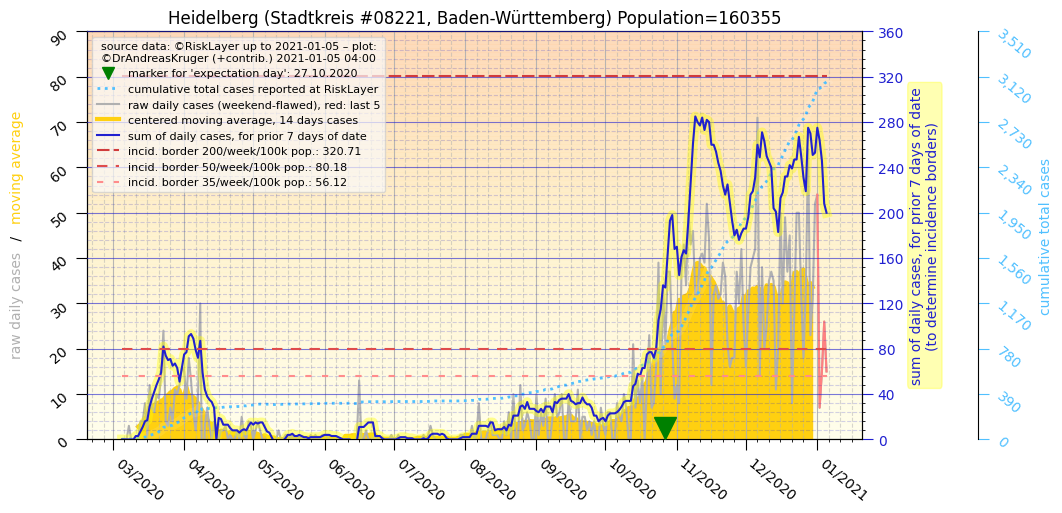 Heidelberg (Stadtkreis #08221, Baden-Württemberg) Population=160355
source data: ©RiskLayer up to 2021-01-05 – plot:
©DrAndreasKruger (+contrib.) 2021-01-05 04:00
marker for 'expectation day': 27.10.2020
cumulative total cases reported at RiskLayer
raw daily cases (weekend-flawed), red: last 5
centered moving average, 14 days cases
sum of daily cases, for prior 7 days of date
incid. border 200/week/100k pop.: 320.71
incid. border 50/week/100k pop.: 80.18
incid. border 35/week/100k pop.: 56.12
raw daily cases / moving average
90
80
70
60
50
40
30
20
10
0
03/2020
04/2020
05/2020
06/2020
07/2020
08/2020
09/2020
10/2020
11/2020
12/2020
01/2021
360
320
280
240
200
160
120
80
40
0
sum of daily cases, for prior 7 days of date
(to determine incidence borders)
3,510
3,120
2,730
2,340
1,950
1,560
1,170
780
390
0
cumulative total cases